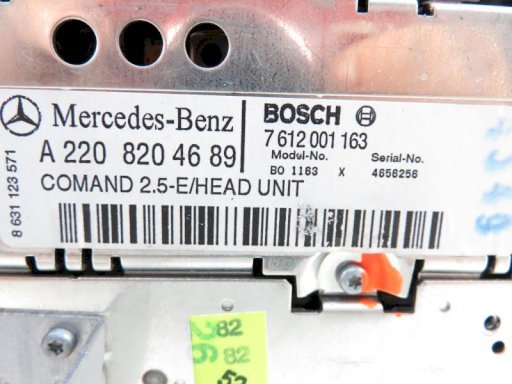 Mercedes-Benz
A 220 820 46 89
COMAND 2.5-E/HEAD UNIT
8 631 123 571
BOSCH
7 612 001 163
Model-No. Serial-No.
BO 1163 X 4656256
82
82